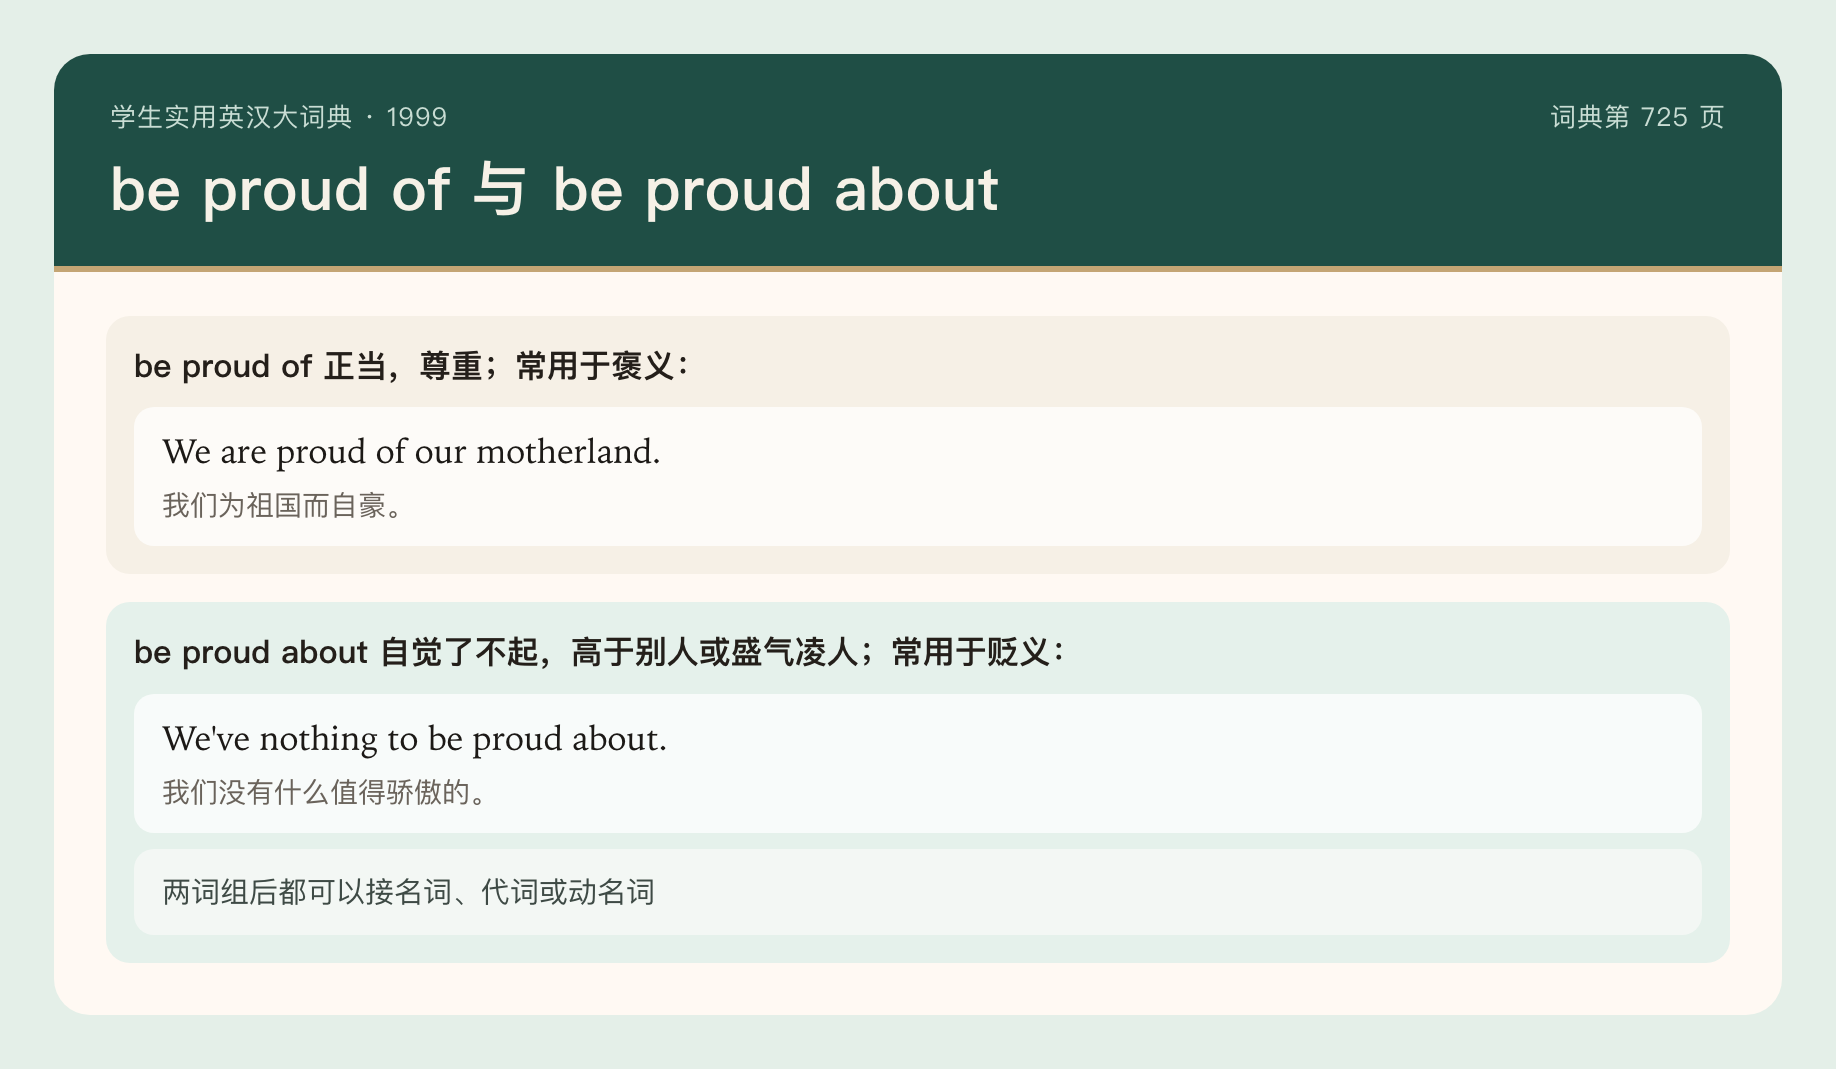 学生实用英汉大词典 · 1999
词典第 725 页
be proud of 与 be proud about
be proud of 正当，尊重；常用于褒义：
We are proud of our motherland.
我们为祖国而自豪。
be proud about 自觉了不起，高于别人或盛气凌人；常用于贬义：
We've nothing to be proud about.
我们没有什么值得骄傲的。
两词组后都可以接名词、代词或动名词